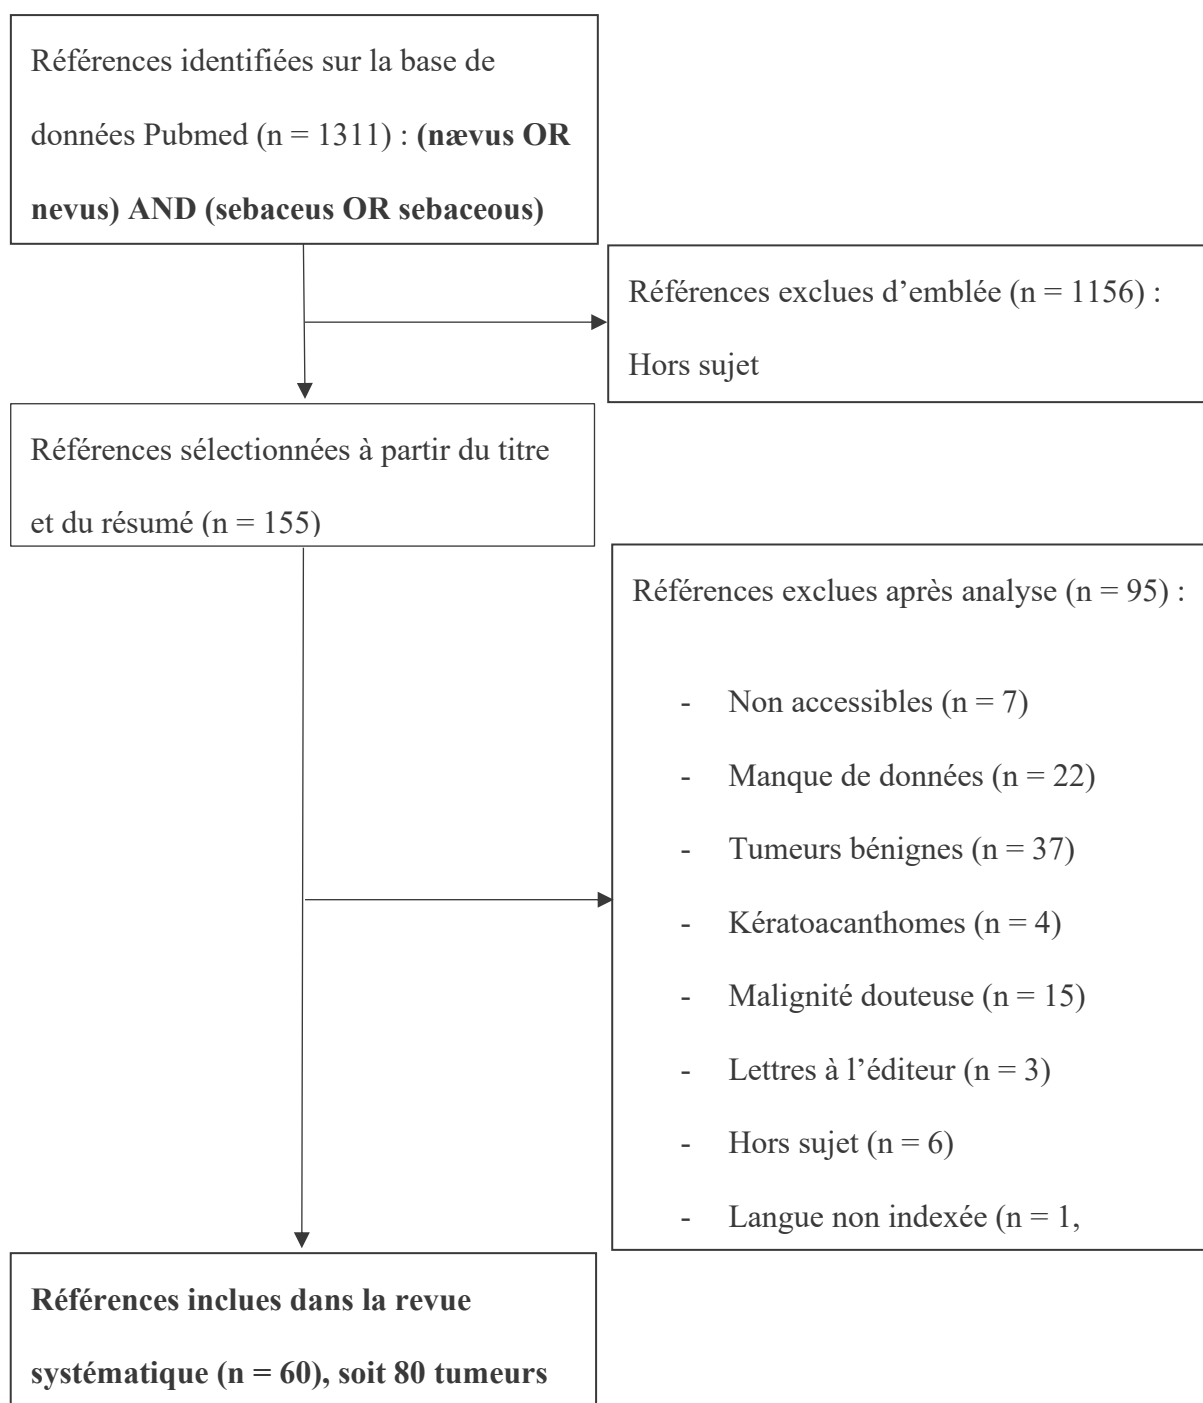 Références identifiées sur la base de
données Pubmed (n = 1311) : (nævus OR
nevus) AND (sebaceus OR sebaceous)
Références exclues d’emblée (n = 1156) :
Hors sujet
Références sélectionnées à partir du titre
et du résumé (n = 155)
Références exclues après analyse (n = 95) :
- Non accessibles (n = 7)
- Manque de données (n = 22)
- Tumeurs bénignes (n = 37)
- Kératoacanthomes (n = 4)
- Malignité douteuse (n = 15)
- Lettres à l’éditeur (n = 3)
- Hors sujet (n = 6)
- Langue non indexée (n = 1,
Références inclues dans la revue
systématique (n = 60), soit 80 tumeurs